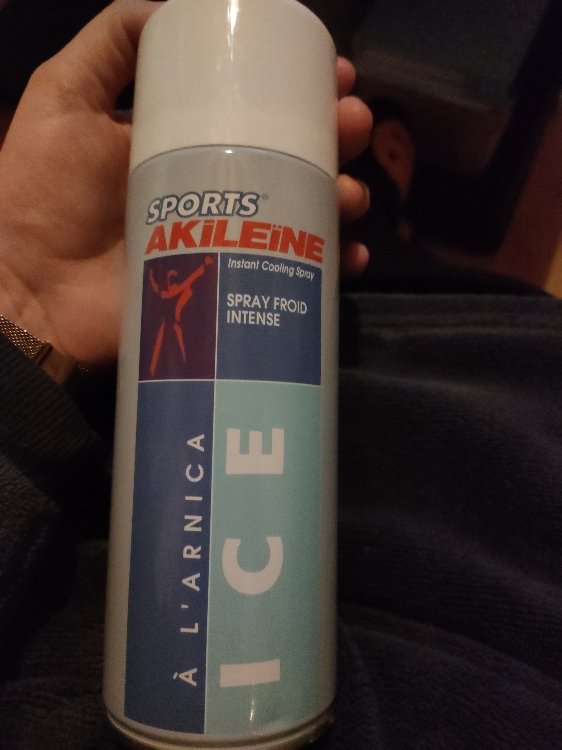 SPORTS®
AKiLEïNE
Instant Cooling Spray
SPRAY FROID
INTENSE
À L'ARNICA
ICE